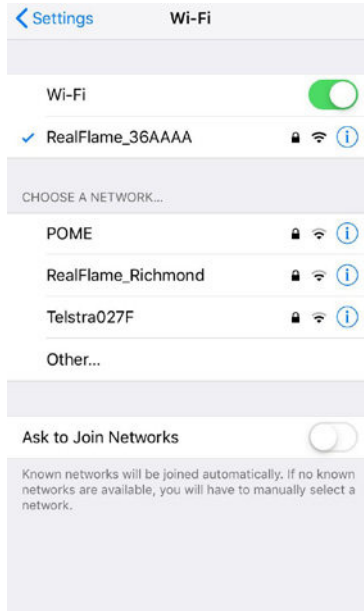 Settings
Wi-Fi
Wi-Fi
RealFlame_36AAAA
CHOOSE A NETWORK...
POME
RealFlame_Richmond
Telstra027F
Other...
Ask to Join Networks
Known networks will be joined automatically. If no known
networks are available, you will have to manually select a
network.